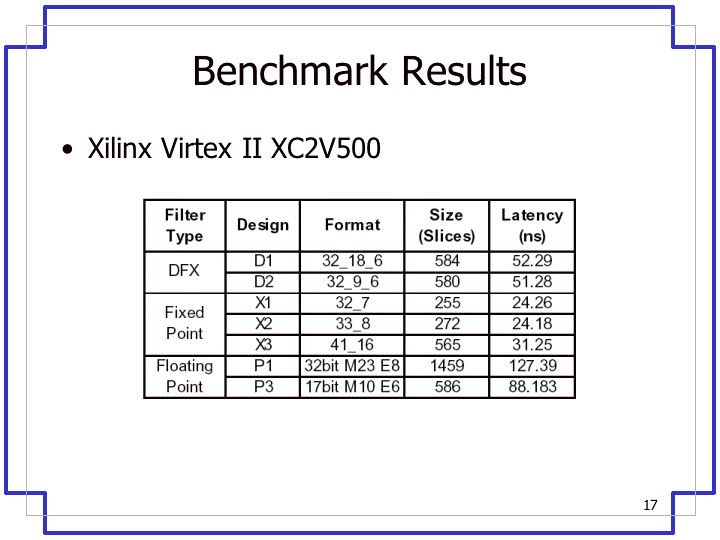 Benchmark Results
• Xilinx Virtex II XC2V500
Filter Type Design Format Size (Slices) Latency (ns)
DFX D1 32_18_6 584 52.29
D2 32_9_6 580 51.28
Fixed Point X1 32_7 255 24.26
X2 33_8 272 24.18
X3 41_16 565 31.25
Floating Point P1 32bit M23 E8 1459 127.39
P3 17bit M10 E6 586 88.183
17